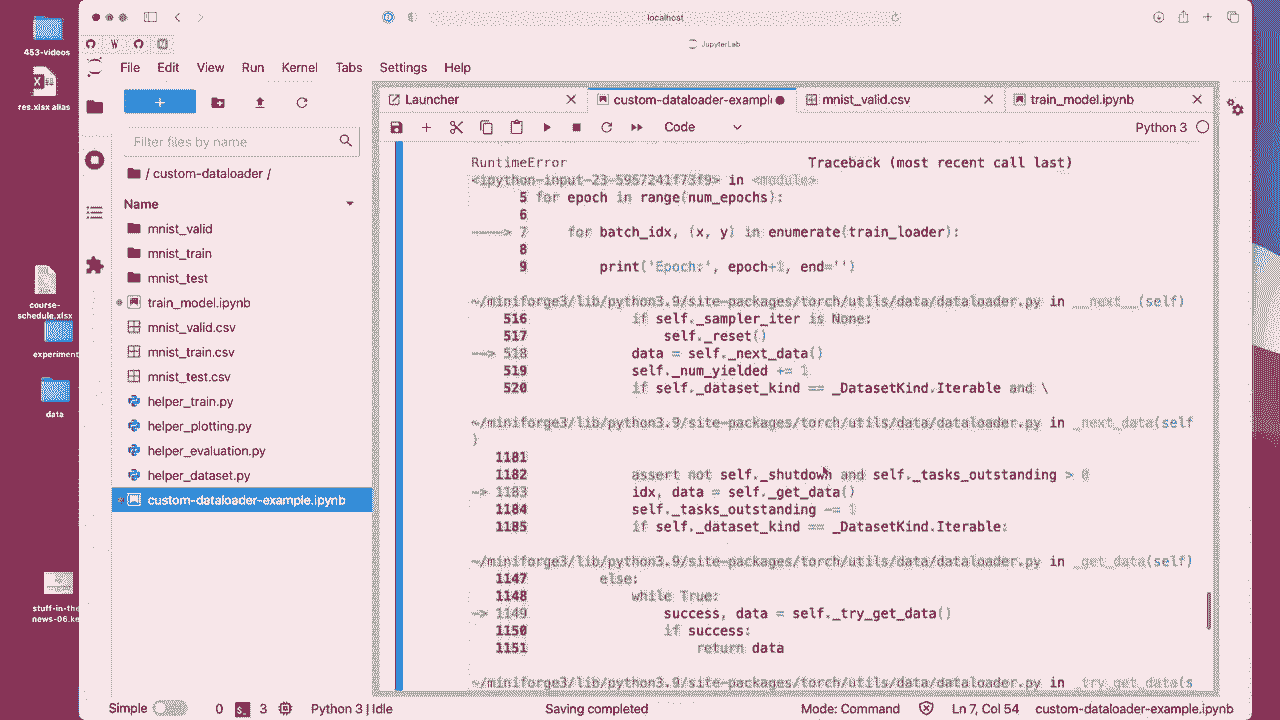 localhost
JupyterLab
453-videos
res.xlsx alias
course-
schedule.xlsx
experiment
data
stuff-in-the
news-06.ke
File Edit View Run Kernel Tabs Settings Help
Filter files by name
/ custom-dataloader /
Name
mnist_valid
mnist_train
mnist_test
train_model.ipynb
mnist_valid.csv
mnist_train.csv
mnist_test.csv
helper_train.py
helper_plotting.py
helper_evaluation.py
helper_dataset.py
custom-dataloader-example.ipynb
Launcher custom-dataloader-example mnist_valid.csv train_model.ipynb
Code Python 3
RuntimeError Traceback (most recent call last)
<ipython-input-23-5957241f73f9> in <module>
5 for epoch in range(num_epochs):
6
----> 7 for batch_idx, (x, y) in enumerate(train_loader):
8
9 print('Epoch:', epoch+1, end='')
~/miniforge3/lib/python3.9/site-packages/torch/utils/data/dataloader.py in __next__(self)
516 if self._sampler_iter is None:
517 self._reset()
--> 518 data = self._next_data()
519 self._num_yielded += 1
520 if self._dataset_kind == _DatasetKind.Iterable and \
~/miniforge3/lib/python3.9/site-packages/torch/utils/data/dataloader.py in _next_data(self
)
1181
1182 assert not self._shutdown and self._tasks_outstanding > 0
-> 1183 idx, data = self._get_data()
1184 self._tasks_outstanding -= 1
1185 if self._dataset_kind == _DatasetKind.Iterable:
~/miniforge3/lib/python3.9/site-packages/torch/utils/data/dataloader.py in _get_data(self)
1147 else:
1148 while True:
-> 1149 success, data = self._try_get_data()
1150 if success:
1151 return data
~/miniforge3/lib/python3.9/site-packages/torch/utils/data/dataloader.py in _try_get_data(s
Simple 0 $_ 3 Python 3 | Idle Saving completed Mode: Command Ln 7, Col 54 custom-dataloader-example.ipynb